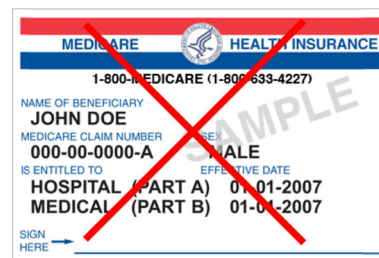 MEDICARE HEALTH INSURANCE
1-800-MEDICARE (1-800-633-4227)
NAME OF BENEFICIARY
JOHN DOE
MEDICARE CLAIM NUMBER SEX
000-00-0000-A MALE
IS ENTITLED TO EFFECTIVE DATE
HOSPITAL (PART A) 01-01-2007
MEDICAL (PART B) 01-01-2007
SIGN
HERE
SAMPLE